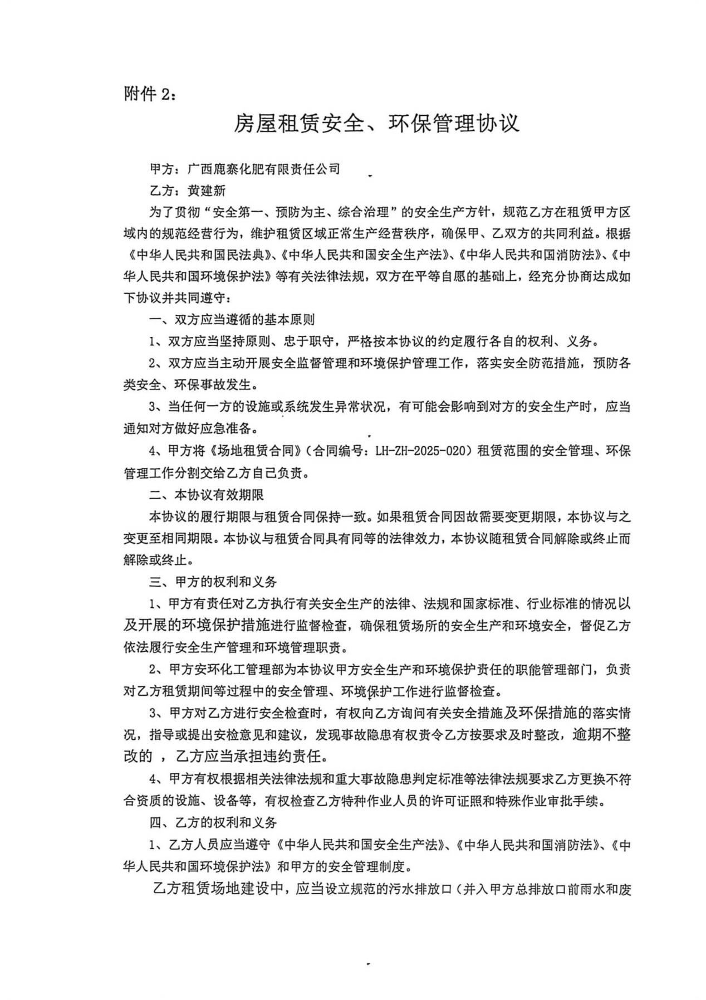 附件 2：
房屋租赁安全、环保管理协议
甲方：广西鹿寨化肥有限责任公司
乙方：黄建新
为了贯彻“安全第一、预防为主、综合治理”的安全生产方针，规范乙方在租赁甲方区
域内的规范经营行为，维护租赁区域正常生产经营秩序，确保甲、乙双方的共同利益。根据
《中华人民共和国民法典》、《中华人民共和国安全生产法》、《中华人民共和国消防法》、《中
华人民共和国环境保护法》等有关法律法规，双方在平等自愿的基础上，经充分协商达成如
下协议并共同遵守：
一、双方应当遵循的基本原则
1、双方应当坚持原则、忠于职守，严格按本协议的约定履行各自的权利、义务。
2、双方应当主动开展安全监督管理和环境保护管理工作，落实安全防范措施，预防各
类安全、环保事故发生。
3、当任何一方的设施或系统发生异常状况，有可能会影响到对方的安全生产时，应当
通知对方做好应急准备。
4、甲方将《场地租赁合同》（合同编号：LH-ZH-2025-020）租赁范围的安全管理、环保
管理工作分割交给乙方自己负责。
二、本协议有效期限
本协议的履行期限与租赁合同保持一致。如果租赁合同因故需要变更期限，本协议与之
变更至相同期限。本协议与租赁合同具有同等的法律效力，本协议随租赁合同解除或终止而
解除或终止。
三、甲方的权利和义务
1、甲方有责任对乙方执行有关安全生产的法律、法规和国家标准、行业标准的情况以
及开展的环境保护措施进行监督检查，确保租赁场所的安全生产和环境安全，督促乙方
依法履行安全生产管理和环境管理职责。
2、甲方安环化工管理部为本协议甲方安全生产和环境保护责任的职能管理部门，负责
对乙方租赁期间等过程中的安全管理、环境保护工作进行监督检查。
3、甲方对乙方进行安全检查时，有权向乙方询问有关安全措施及环保措施的落实情
况，指导或提出安检意见和建议，发现事故隐患有权责令乙方按要求及时整改，逾期不整
改的 ，乙方应当承担违约责任。
4、甲方有权根据相关法律法规和重大事故隐患判定标准等法律法规要求乙方更换不符
合资质的设施、设备等，有权检查乙方特种作业人员的许可证照和特殊作业审批手续。
四、乙方的权利和义务
1、乙方人员应当遵守《中华人民共和国安全生产法》、《中华人民共和国消防法》、《中
华人民共和国环境保护法》和甲方的安全管理制度。
乙方租赁场地建设中，应当设立规范的污水排放口（并入甲方总排放口前雨水和废